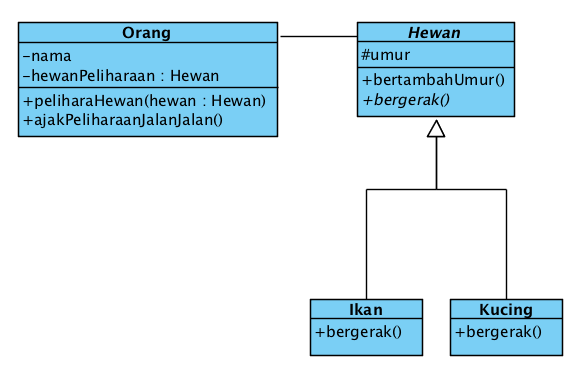 Orang
-nama
-hewanPeliharaan : Hewan
+peliharaHewan(hewan : Hewan)
+ajakPeliharaanJalanJalan()
Hewan
#umur
+bertambahUmur()
+bergerak()
Ikan
+bergerak()
Kucing
+bergerak()